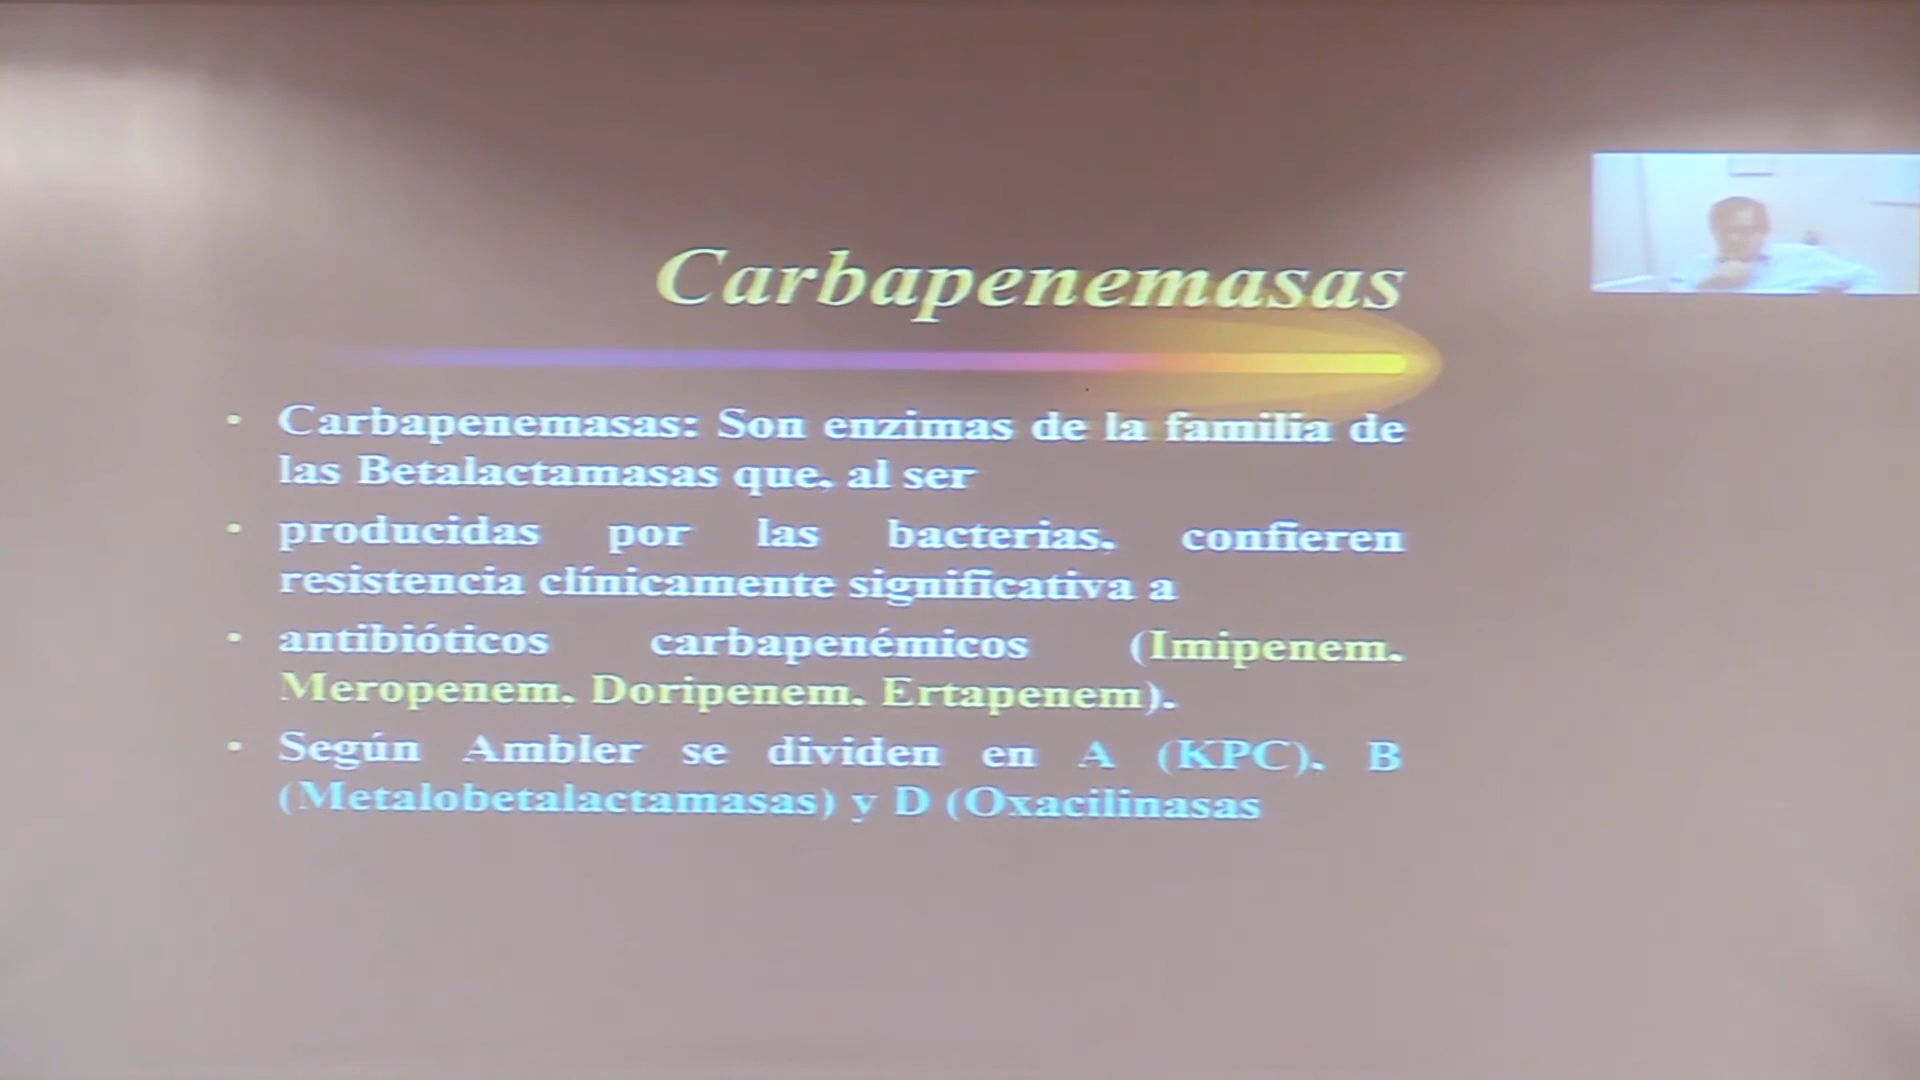 Carbapenemasas
• Carbapenemasas: Son enzimas de la familia de
las Betalactamasas que, al ser
• producidas por las bacterias, confieren
resistencia clínicamente significativa a
• antibióticos carbapenémicos (Imipenem,
Meropenem, Doripenem, Ertapenem).
• Según Ambler se dividen en A (KPC), B
(Metalobetalactamasas) y D (Oxacilinasas